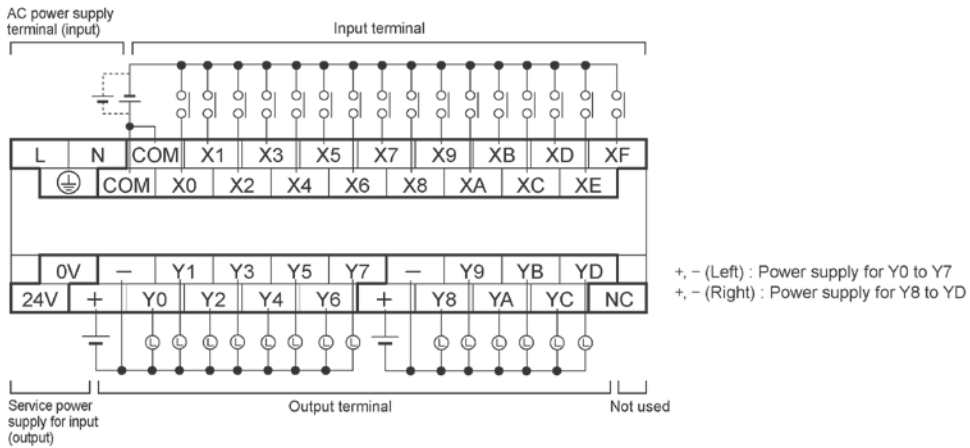 AC power supply
terminal (input)
Input terminal
L N COM X1 X3 X5 X7 X9 XB XD XF
COM X0 X2 X4 X6 X8 XA XC XE
0V − Y1 Y3 Y5 Y7 − Y9 YB YD
24V + Y0 Y2 Y4 Y6 + Y8 YA YC NC
+, − (Left) : Power supply for Y0 to Y7
+, − (Right) : Power supply for Y8 to YD
L L L L L L L L L L L L L L
Service power
supply for input
(output)
Output terminal
Not used